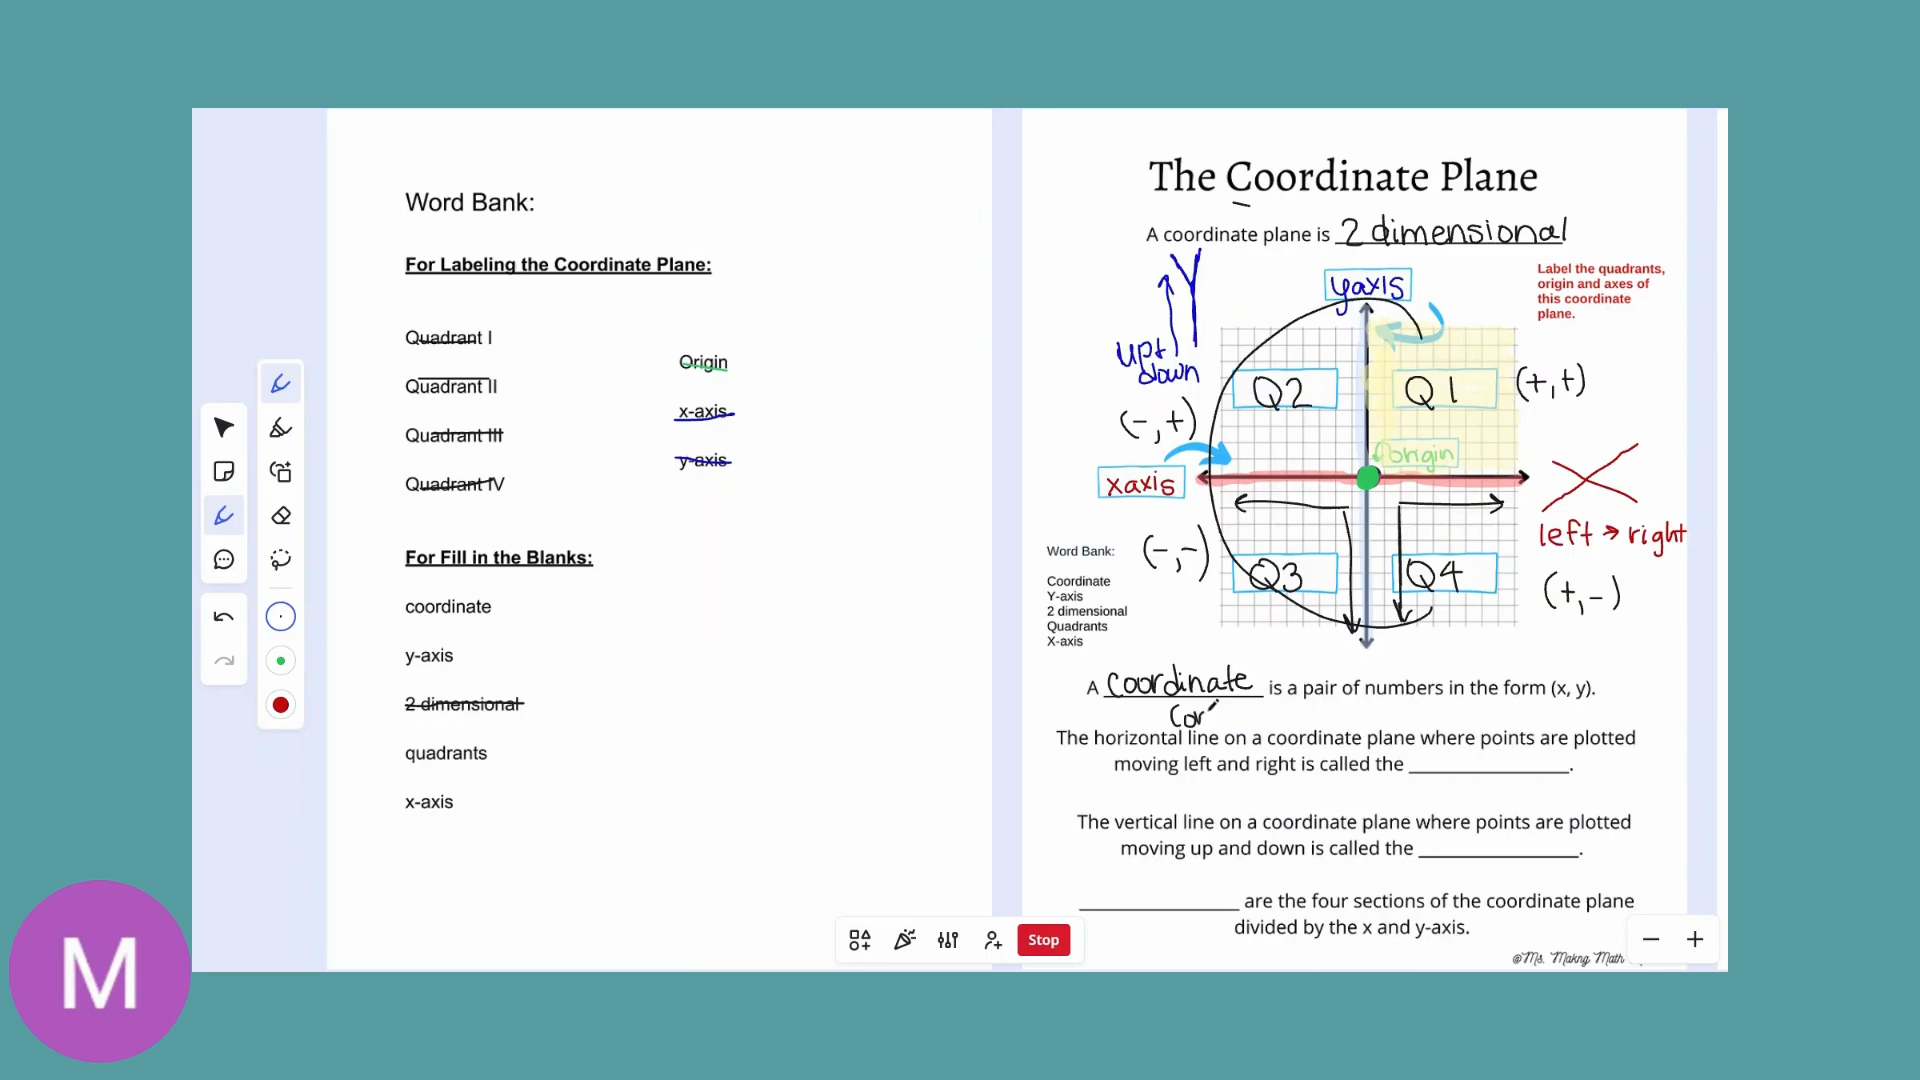 Word Bank:
For Labeling the Coordinate Plane:
Quadrant I
Origin
Quadrant II
x-axis
Quadrant III
y-axis
Quadrant IV
For Fill in the Blanks:
coordinate
y-axis
2 dimensional
quadrants
x-axis
The Coordinate Plane
A coordinate plane is 2 dimensional
Label the quadrants,
origin and axes of
this coordinate
plane.
Y
yaxis
up +
down
Q2
Q1
(+,+)
(-,+)
origin
xaxis
left → right
(-,-)
Q3
Q4
(+,-)
Word Bank:
Coordinate
Y-axis
2 dimensional
Quadrants
X-axis
A coordinate is a pair of numbers in the form (x, y).
(or
The horizontal line on a coordinate plane where points are plotted
moving left and right is called the ________________.
The vertical line on a coordinate plane where points are plotted
moving up and down is called the ________________.
________________ are the four sections of the coordinate plane
divided by the x and y-axis.
@Ms. Makng Math
Stop
M